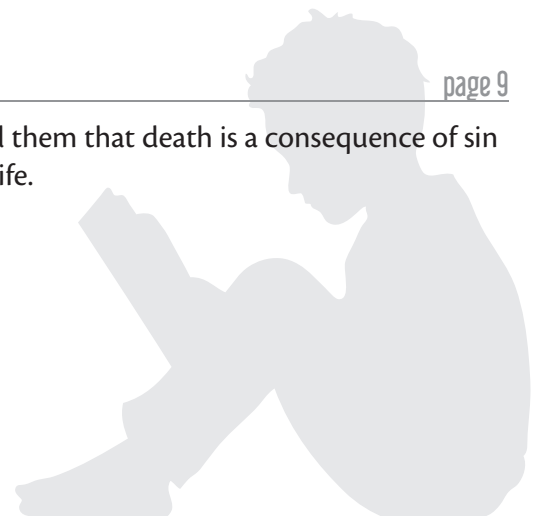 page 9
them that death is a consequence of sin
ife.